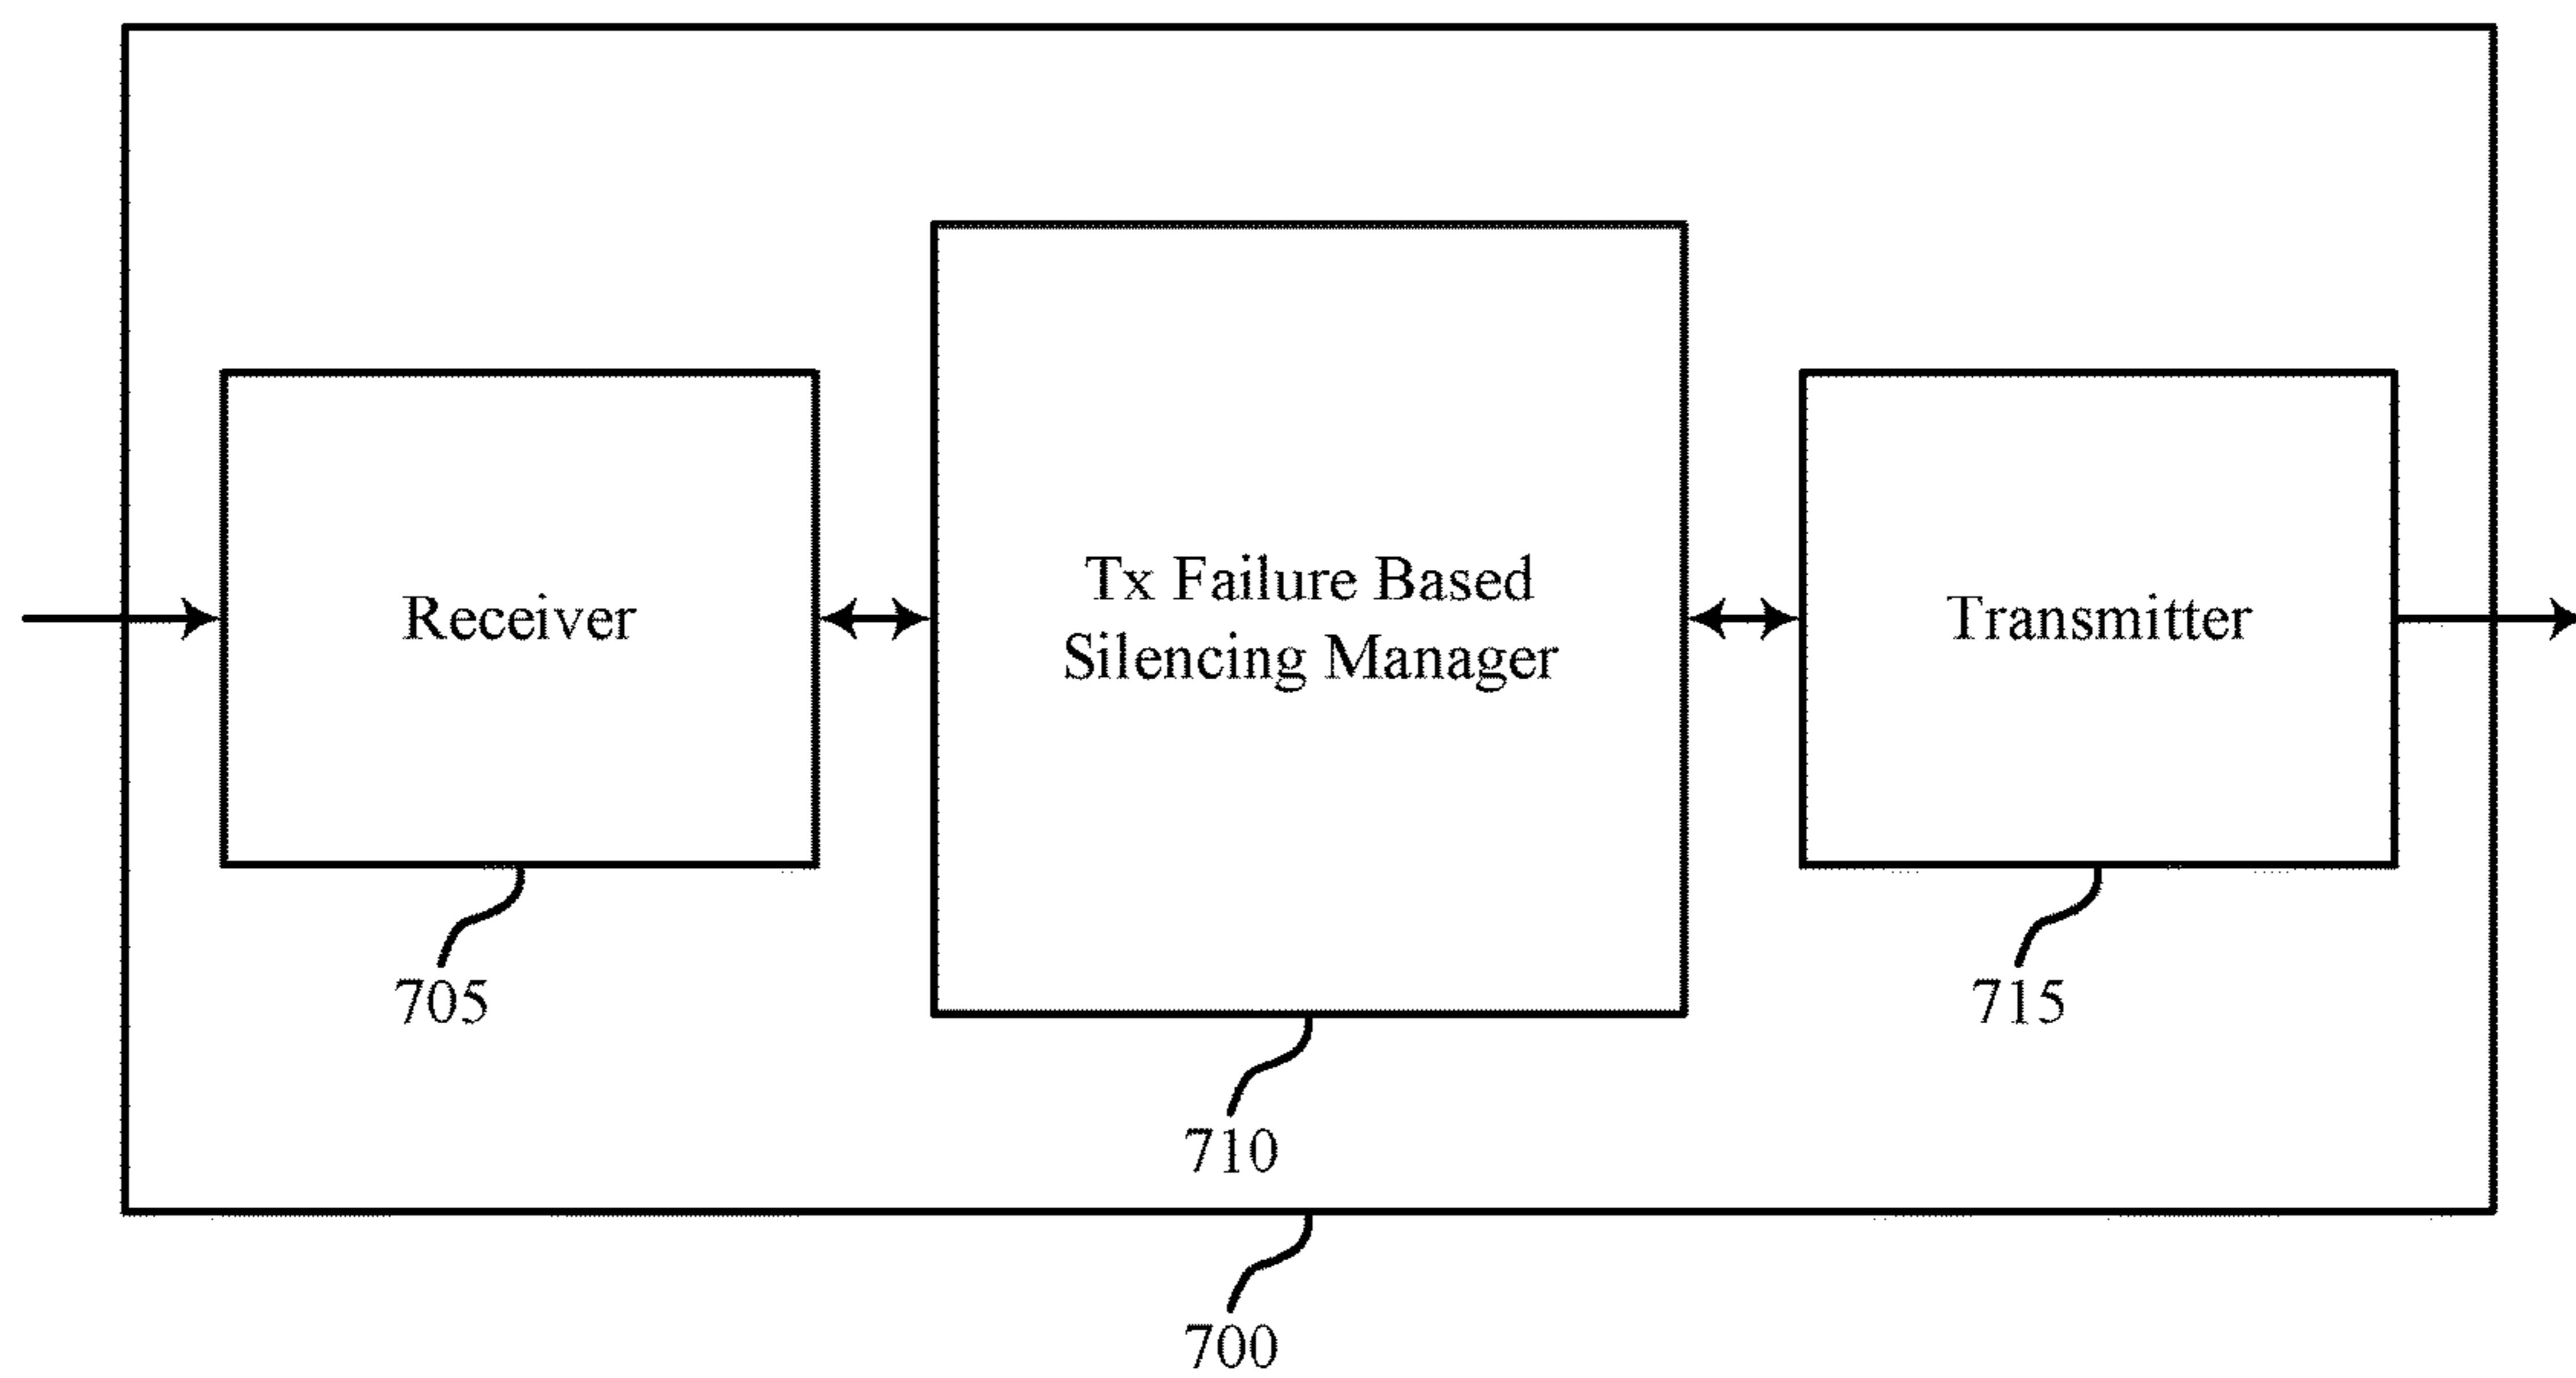 Receiver
Tx Failure Based
Silencing Manager
Transmitter
705
715
710
700